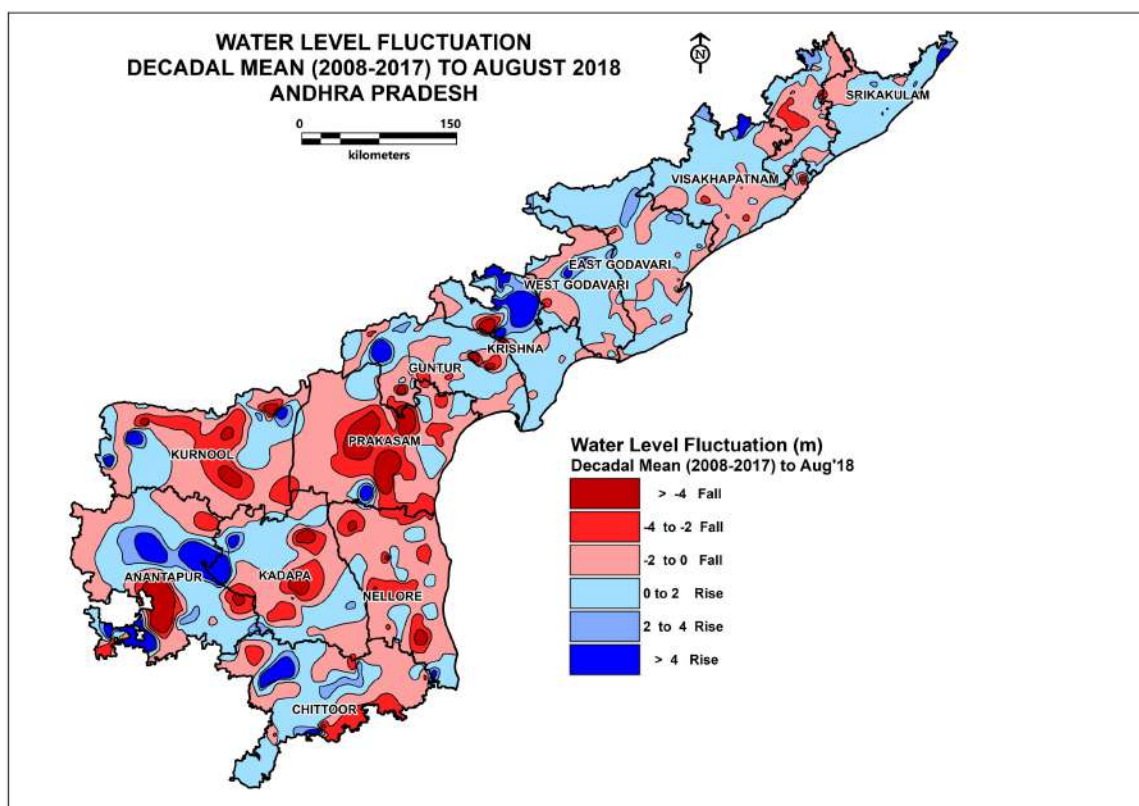 WATER LEVEL FLUCTUATION
DECADAL MEAN (2008-2017) TO AUGUST 2018
ANDHRA PRADESH
0 150
kilometers
N
SRIKAKULAM
VISAKHAPATNAM
EAST GODAVARI
WEST GODAVARI
KRISHNA
GUNTUR
PRAKASAM
KURNOOL
ANANTAPUR
KADAPA
NELLORE
CHITTOOR
Water Level Fluctuation (m)
Decadal Mean (2008-2017) to Aug'18
> -4 Fall
-4 to -2 Fall
-2 to 0 Fall
0 to 2 Rise
2 to 4 Rise
> 4 Rise